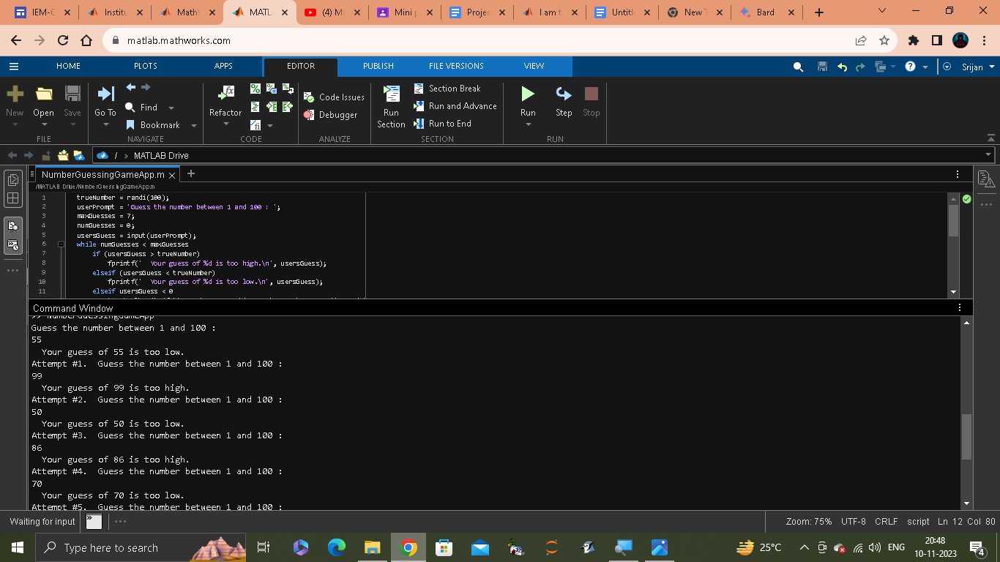 IEM-C
Institu
MathW
MATL
(4) Ma
Mini p
Projec
I am t
Untitl
New T
Bard
matlab.mathworks.com
HOME PLOTS APPS EDITOR PUBLISH FILE VERSIONS VIEW
Srijan
New Open Save
FILE
Go To
Find
Bookmark
NAVIGATE
Refactor
CODE
Code Issues
Debugger
ANALYZE
Run Section
Section Break
Run and Advance
Run to End
SECTION
Run Step Stop
RUN
/ > MATLAB Drive
NumberGuessingGameApp.m
/MATLAB Drive/NumberGuessingGameApp.m
1 trueNumber = randi(100);
2 userPrompt = 'Guess the number between 1 and 100 : ';
3 maxGuesses = 7;
4 numGuesses = 0;
5 usersGuess = input(userPrompt);
6 while numGuesses < maxGuesses
7 if (usersGuess > trueNumber)
8 fprintf('  Your guess of %d is too high.\n', usersGuess);
9 elseif (usersGuess < trueNumber)
10 fprintf('  Your guess of %d is too low.\n', usersGuess);
11 elseif usersGuess < 0
Command Window
>> NumberGuessingGameApp
Guess the number between 1 and 100 :
55
Your guess of 55 is too low.
Attempt #1.  Guess the number between 1 and 100 :
99
Your guess of 99 is too high.
Attempt #2.  Guess the number between 1 and 100 :
50
Your guess of 50 is too low.
Attempt #3.  Guess the number between 1 and 100 :
86
Your guess of 86 is too high.
Attempt #4.  Guess the number between 1 and 100 :
70
Your guess of 70 is too low.
Attempt #5.  Guess the number between 1 and 100 :
Waiting for input
Zoom: 75% UTF-8 CRLF script Ln 12 Col 80
Type here to search
25°C
ENG
20:48
10-11-2023
4